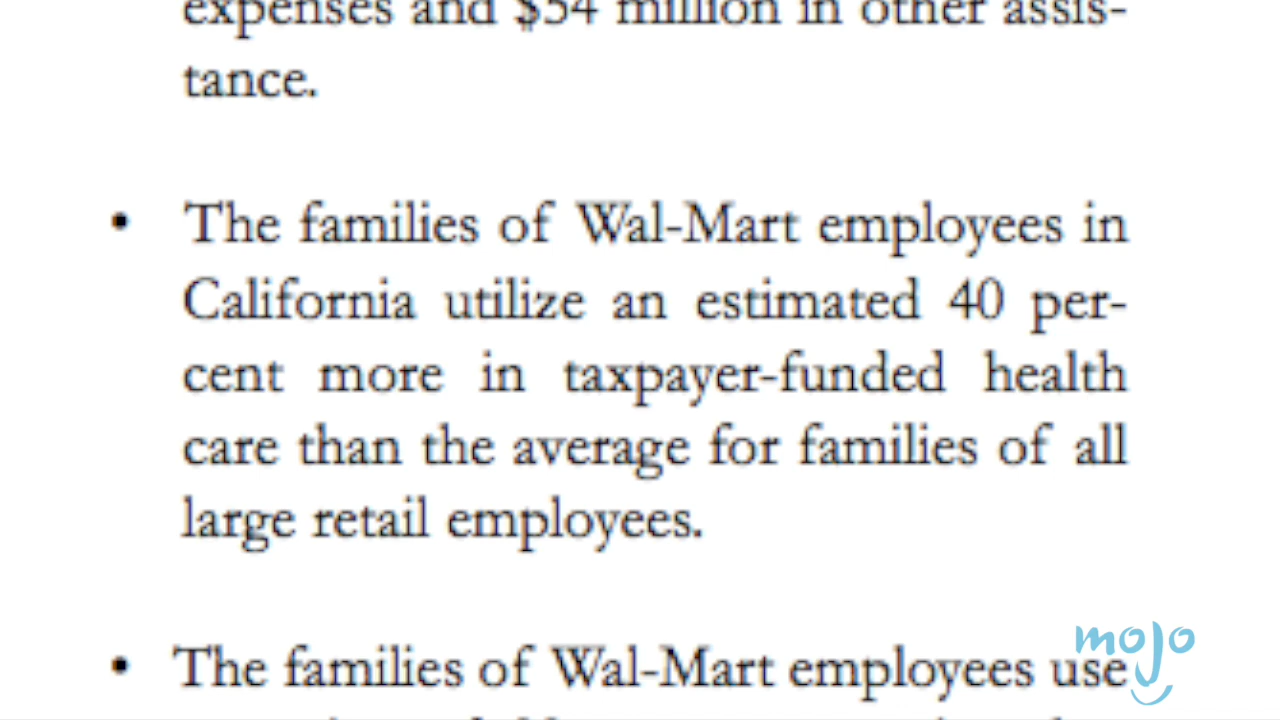 expenses and $54 million in other assis-
tance.
• The families of Wal-Mart employees in
California utilize an estimated 40 per-
cent more in taxpayer-funded health
care than the average for families of all
large retail employees.
• The families of Wal-Mart employees use
mojo